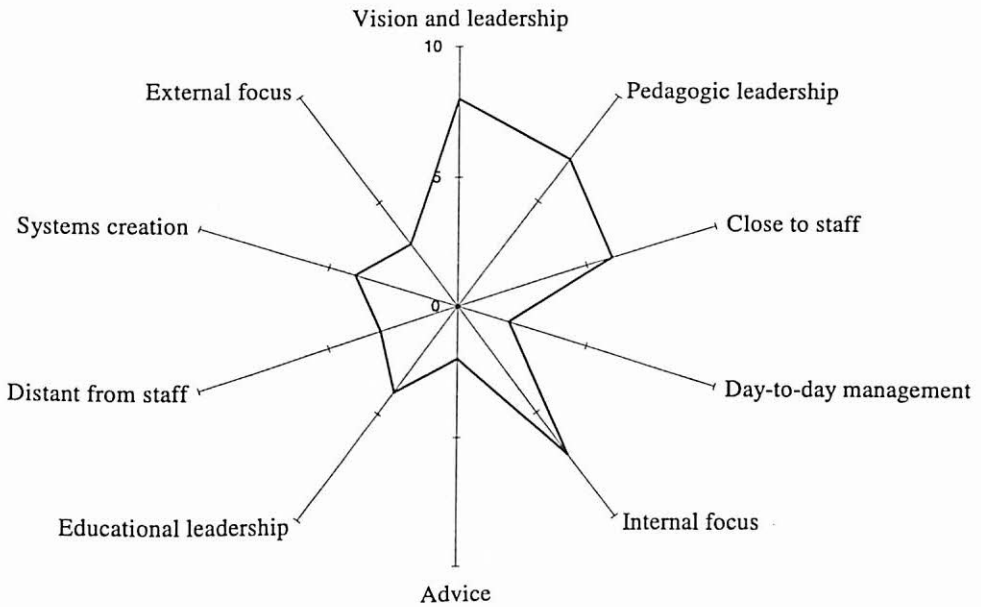 Vision and leadership
10
External focus
Pedagogic leadership
5
Systems creation
Close to staff
0
Distant from staff
Day-to-day management
Educational leadership
Internal focus
Advice